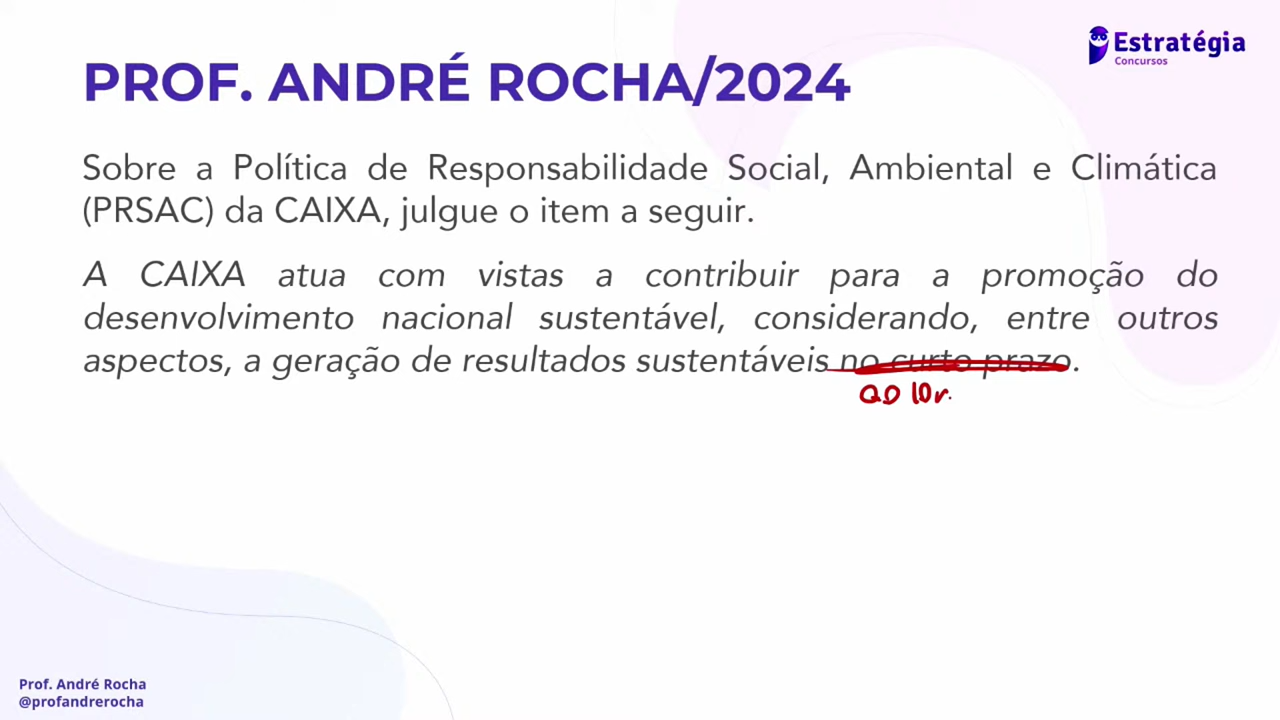 Estratégia
Concursos
PROF. ANDRÉ ROCHA/2024
Sobre a Política de Responsabilidade Social, Ambiental e Climática
(PRSAC) da CAIXA, julgue o item a seguir.
A CAIXA atua com vistas a contribuir para a promoção do
desenvolvimento nacional sustentável, considerando, entre outros
aspectos, a geração de resultados sustentáveis no curto prazo.
Prof. André Rocha
@profandrerocha